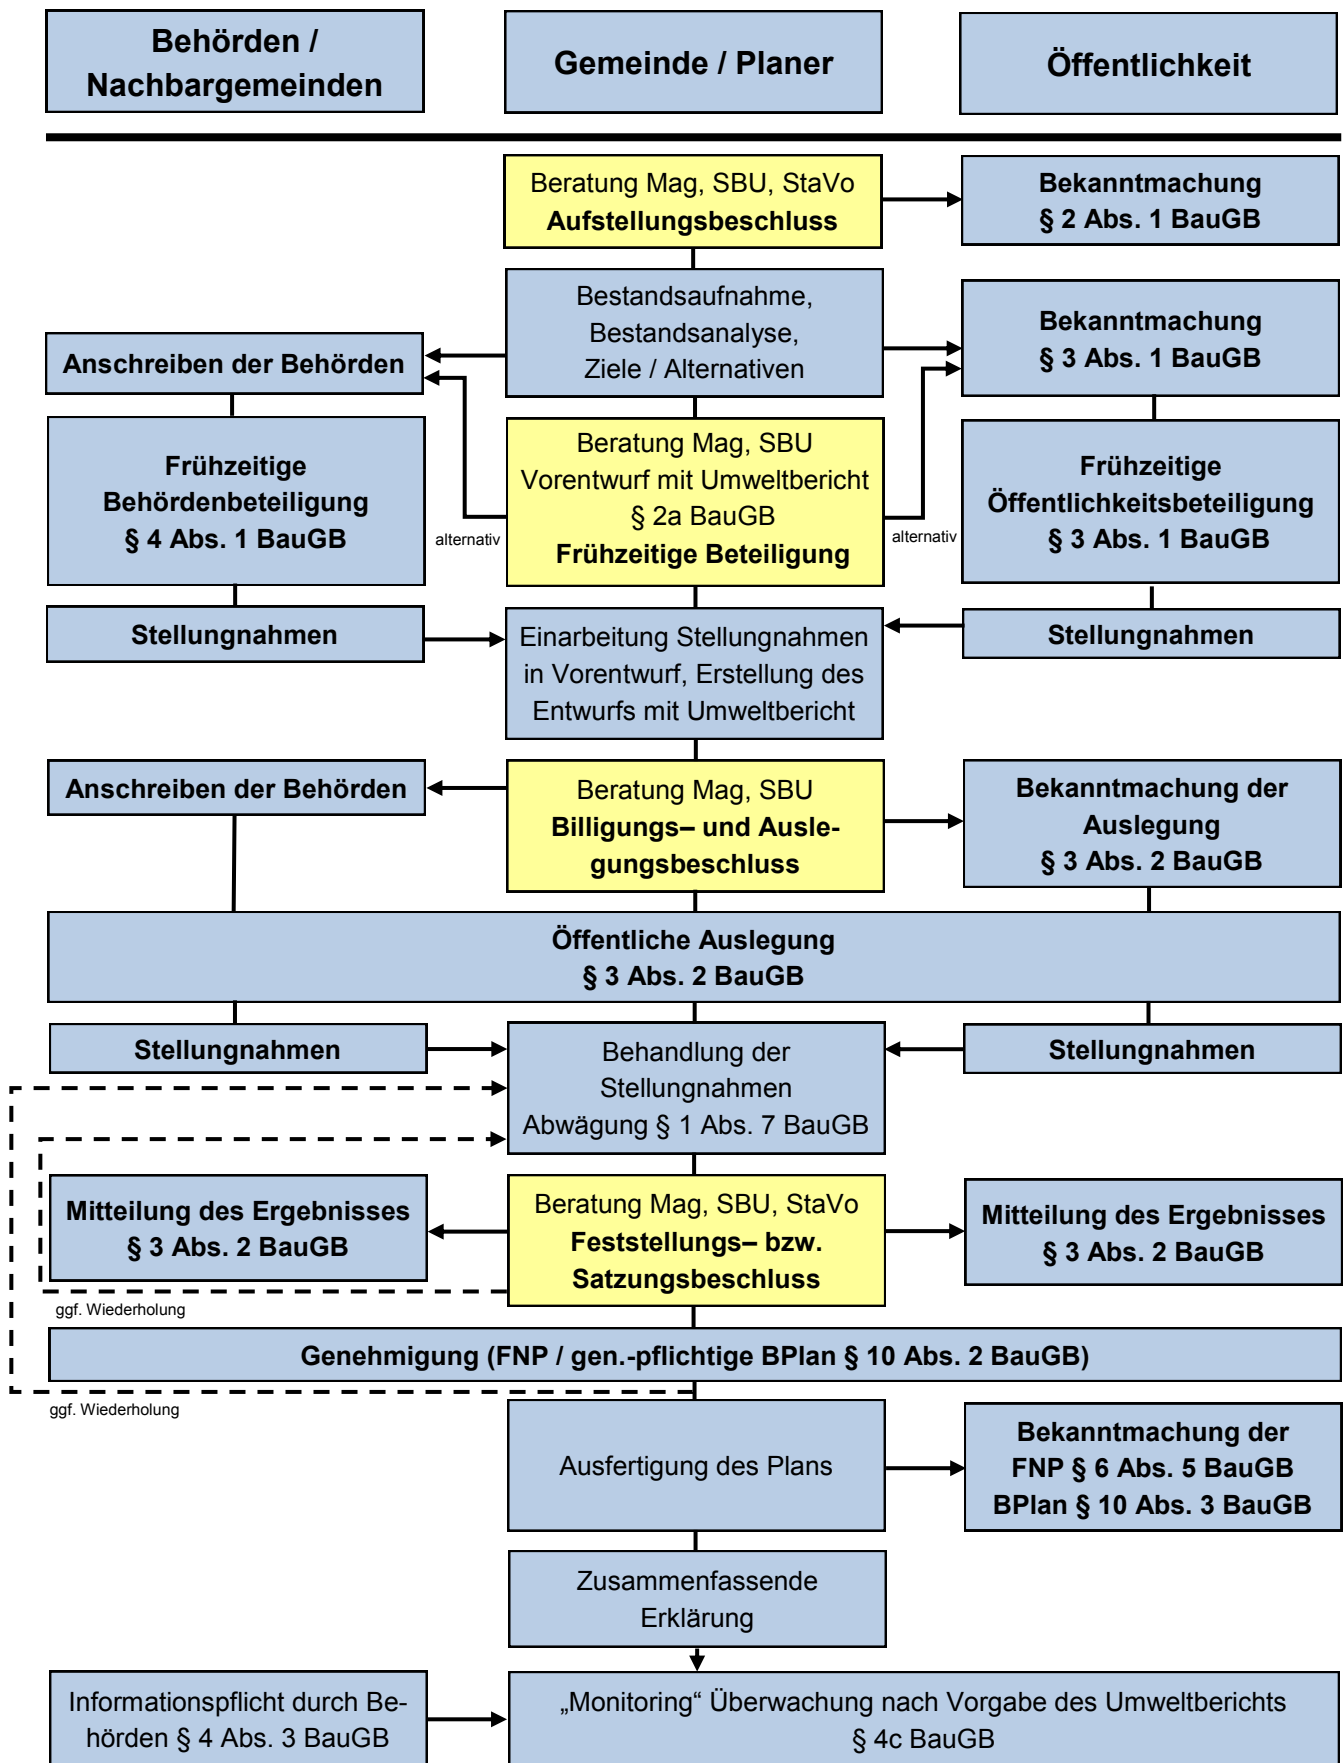 Behörden /
Nachbargemeinden
Gemeinde / Planer
Öffentlichkeit
Beratung Mag, SBU, StaVo
Aufstellungsbeschluss
Bekanntmachung
§ 2 Abs. 1 BauGB
Bestandsaufnahme,
Bestandsanalyse,
Ziele / Alternativen
Anschreiben der Behörden
Bekanntmachung
§ 3 Abs. 1 BauGB
Frühzeitige
Behördenbeteiligung
§ 4 Abs. 1 BauGB
alternativ
Beratung Mag, SBU
Vorentwurf mit Umweltbericht
§ 2a BauGB
Frühzeitige Beteiligung
alternativ
Frühzeitige
Öffentlichkeitsbeteiligung
§ 3 Abs. 1 BauGB
Stellungnahmen
Einarbeitung Stellungnahmen
in Vorentwurf, Erstellung des
Entwurfs mit Umweltbericht
Stellungnahmen
Anschreiben der Behörden
Beratung Mag, SBU
Billigungs– und Ausle-
gungsbeschluss
Bekanntmachung der
Auslegung
§ 3 Abs. 2 BauGB
Öffentliche Auslegung
§ 3 Abs. 2 BauGB
Stellungnahmen
Behandlung der
Stellungnahmen
Abwägung § 1 Abs. 7 BauGB
Stellungnahmen
Mitteilung des Ergebnisses
§ 3 Abs. 2 BauGB
Beratung Mag, SBU, StaVo
Feststellungs– bzw.
Satzungsbeschluss
Mitteilung des Ergebnisses
§ 3 Abs. 2 BauGB
ggf. Wiederholung
Genehmigung (FNP / gen.-pflichtige BPlan § 10 Abs. 2 BauGB)
ggf. Wiederholung
Ausfertigung des Plans
Bekanntmachung der
FNP § 6 Abs. 5 BauGB
BPlan § 10 Abs. 3 BauGB
Zusammenfassende
Erklärung
Informationspflicht durch Be-
hörden § 4 Abs. 3 BauGB
„Monitoring“ Überwachung nach Vorgabe des Umweltberichts
§ 4c BauGB